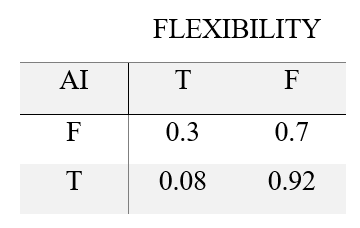 FLEXIBILITY
AI T F
F 0.3 0.7
T 0.08 0.92